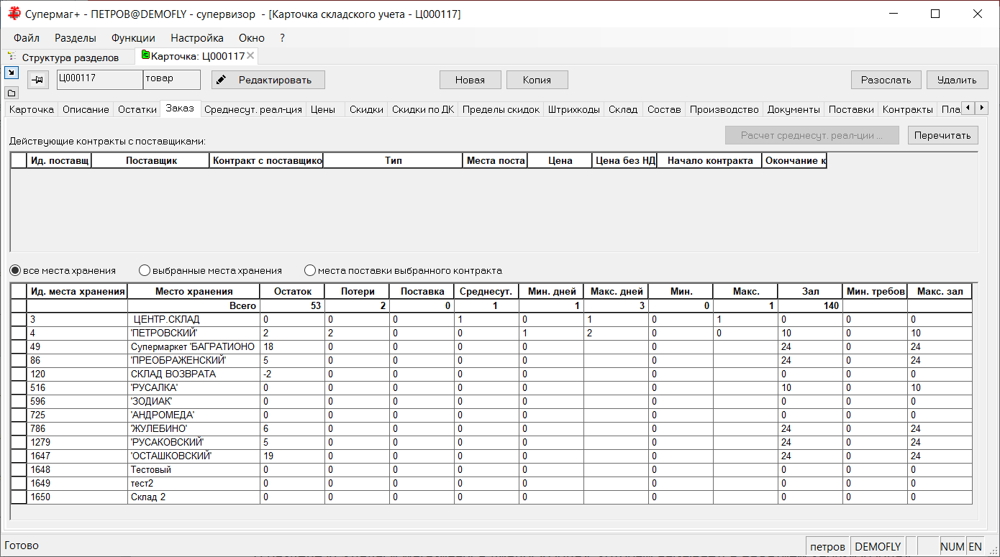 Супермаг+ - ПЕТРОВ@DEMOFLY - супервизор - [Карточка складского учета - Ц000117]
Файл Разделы Функции Настройка Окно ?
Структура разделов Карточка: Ц000117
Ц000117 товар Редактировать Новая Копия Разослать Удалить
Карточка Описание Остатки Заказ Среднесут. реал-ция Цены Скидки Скидки по ДК Пределы скидок Штрихкоды Склад Состав Производство Документы Поставки Контракты Пла
Действующие контракты с поставщиками: Расчет среднесут. реал-ции ... Перечитать
Ид. поставщ Поставщик Контракт с поставщико Тип Места поста Цена Цена без НД Начало контракта Окончание к
все места хранения выбранные места хранения места поставки выбранного контракта
Ид. места хранения Место хранения Остаток Потери Поставка Среднесут. Мин. дней Макс. дней Мин. Макс. Зал Мин. требов Макс. зал
Всего 53 2 0 1 1 3 0 1 140
3 ЦЕНТР.СКЛАД 0 0 0 1 0 1 0 1 0 0 0
4 'ПЕТРОВСКИЙ' 2 2 0 0 1 2 0 0 10 0 10
49 Супермаркет 'БАГРАТИОНО 18 0 0 0 0 0 24 0 24
86 'ПРЕОБРАЖЕНСКИЙ' 5 0 0 0 0 0 24 0 24
120 СКЛАД ВОЗВРАТА -2 0 0 0 0 0 0 0 0
516 'РУСАЛКА' 0 0 0 0 0 0 10 0 10
596 'ЗОДИАК' 0 0 0 0 0 0 0 0 0
725 'АНДРОМЕДА' 0 0 0 0 0 0 0 0 0
786 'ЖУЛЕБИНО' 6 0 0 0 0 0 24 0 24
1279 'РУСАКОВСКИЙ' 5 0 0 0 0 0 24 0 24
1647 'ОСТАШКОВСКИЙ' 19 0 0 0 0 0 24 0 24
1648 Тестовый 0 0 0 0 0 0 0 0 0
1649 тест2 0 0 0 0 0 0 0 0 0
1650 Склад 2 0 0 0 0 0 0 0 0 0
Готово петров DEMOFLY NUM EN